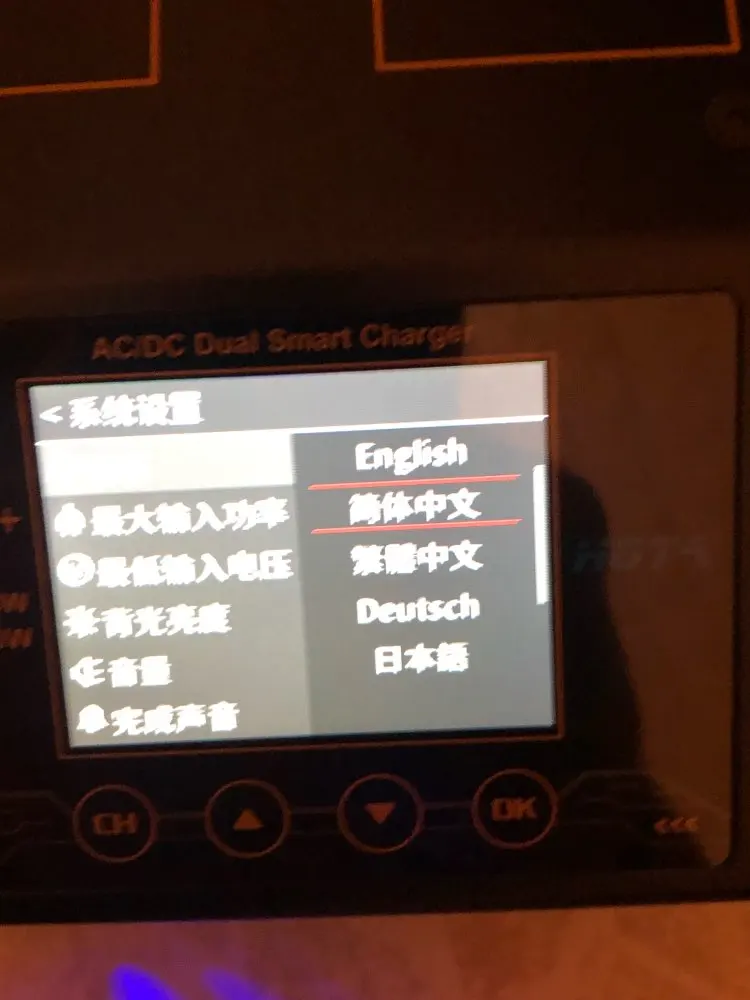 AC/DC Dual Smart Charger
< 系统设置
English
简体中文
最大输入功率
繁體中文
最低输入电压
Deutsch
背光亮度
日本語
音量
完成声音
CH
OK
<<<